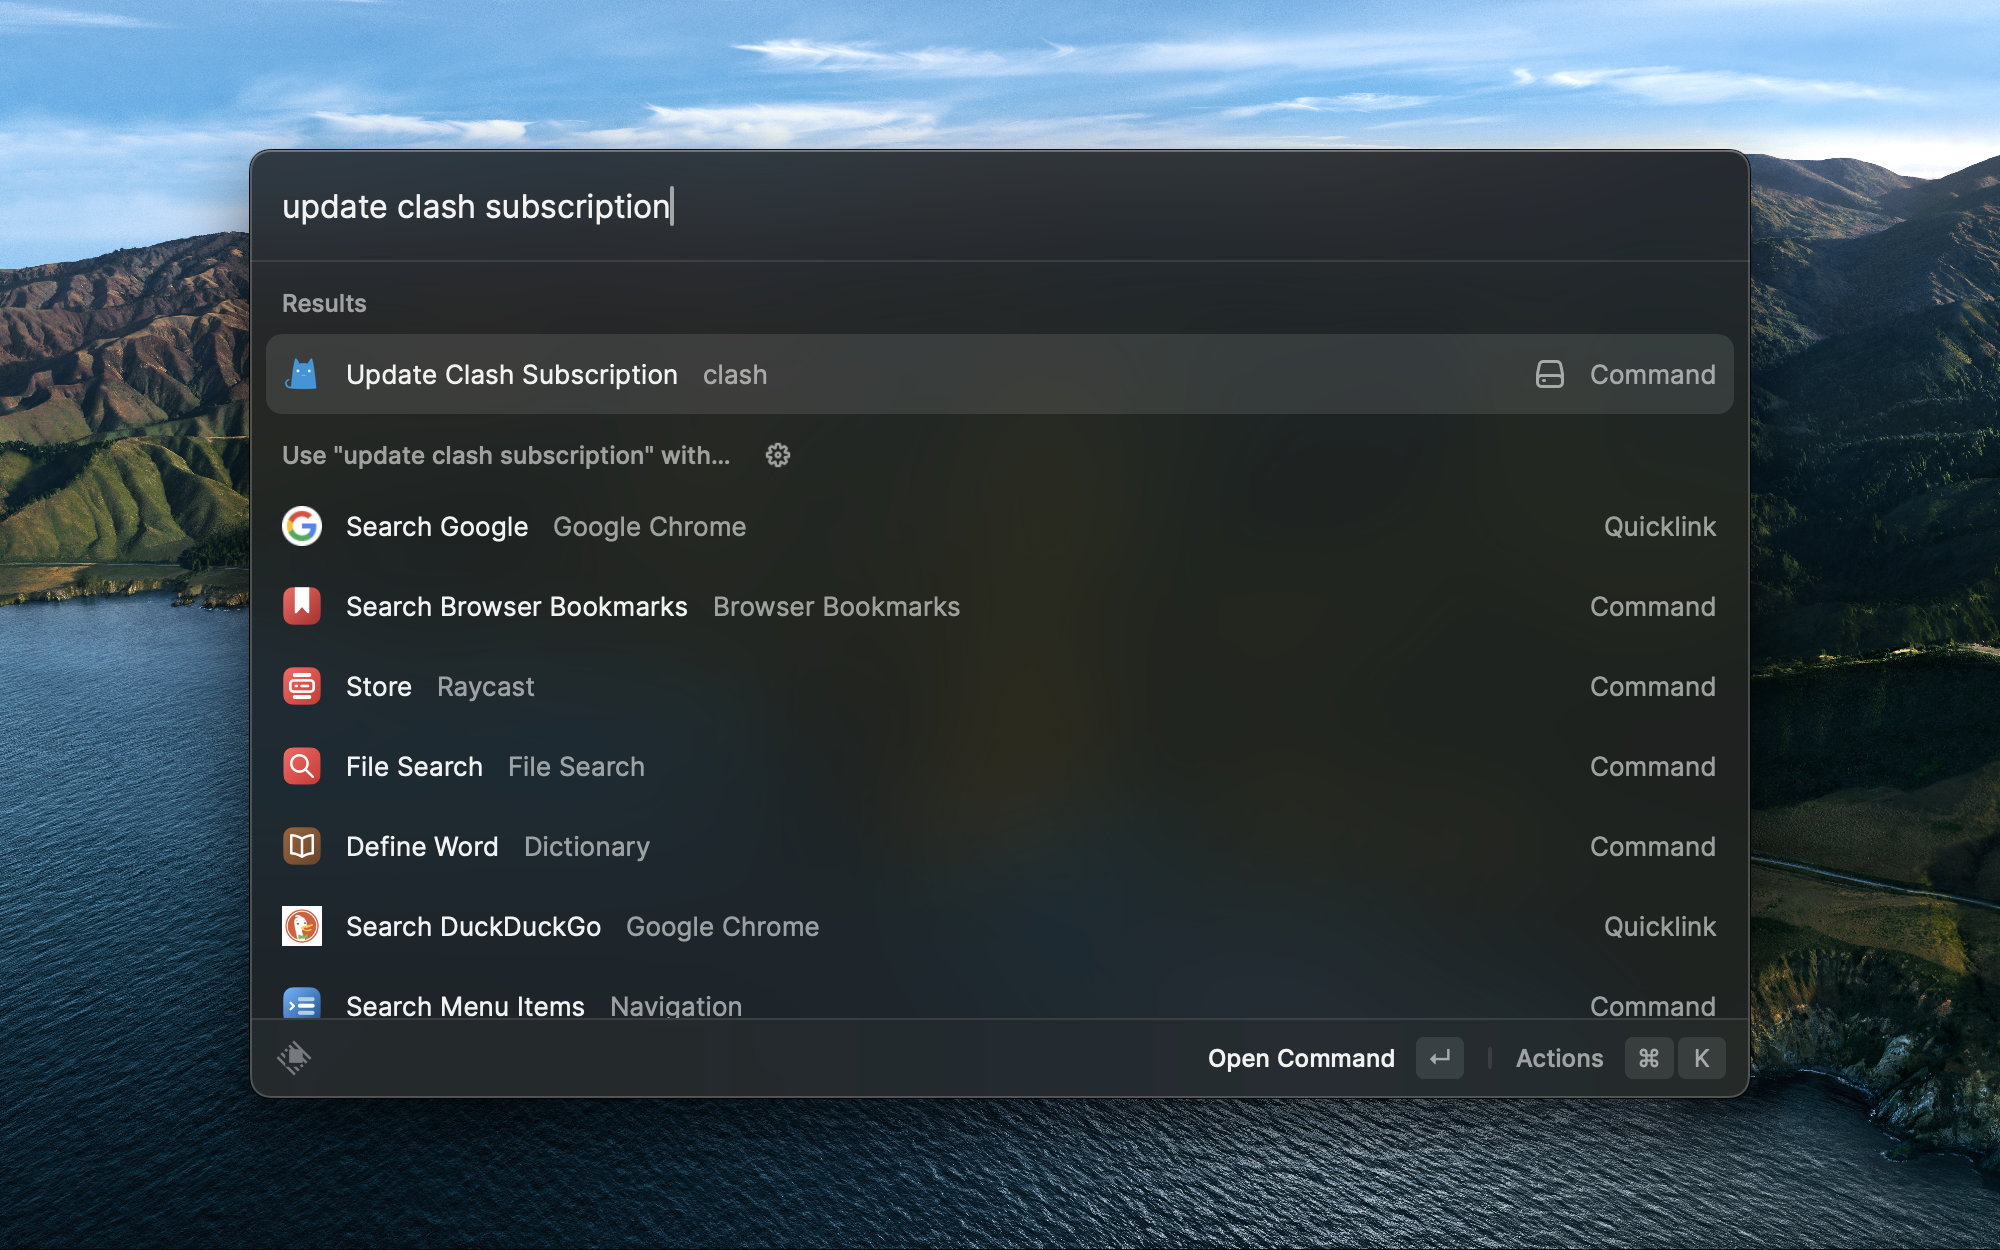 update clash subscription
Results
Update Clash Subscription clash Command
Use "update clash subscription" with...
Search Google Google Chrome Quicklink
Search Browser Bookmarks Browser Bookmarks Command
Store Raycast Command
File Search File Search Command
Define Word Dictionary Command
Search DuckDuckGo Google Chrome Quicklink
Search Menu Items Navigation Command
Open Command ↵ Actions ⌘ K